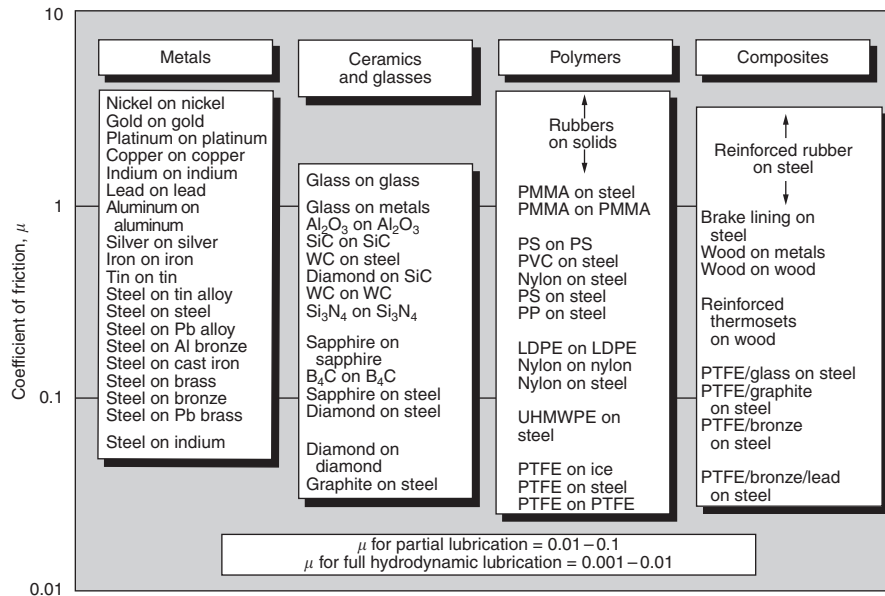 10
1
0.1
0.01
Coefficient of friction, μ
Metals
Nickel on nickel
Gold on gold
Platinum on platinum
Copper on copper
Indium on indium
Lead on lead
Aluminum on
aluminum
Silver on silver
Iron on iron
Tin on tin
Steel on tin alloy
Steel on steel
Steel on Pb alloy
Steel on Al bronze
Steel on cast iron
Steel on brass
Steel on bronze
Steel on Pb brass
Steel on indium
Ceramics
and glasses
Glass on glass
Glass on metals
Al₂O₃ on Al₂O₃
SiC on SiC
WC on steel
Diamond on SiC
WC on WC
Si₃N₄ on Si₃N₄
Sapphire on
sapphire
B₄C on B₄C
Sapphire on steel
Diamond on steel
Diamond on
diamond
Graphite on steel
Polymers
Rubbers
on solids
PMMA on steel
PMMA on PMMA
PS on PS
PVC on steel
Nylon on steel
PS on steel
PP on steel
LDPE on LDPE
Nylon on nylon
Nylon on steel
UHMWPE on
steel
PTFE on ice
PTFE on steel
PTFE on PTFE
Composites
Reinforced rubber
on steel
Brake lining on
steel
Wood on metals
Wood on wood
Reinforced
thermosets
on wood
PTFE/glass on steel
PTFE/graphite
on steel
PTFE/bronze
on steel
PTFE/bronze/lead
on steel
μ for partial lubrication = 0.01–0.1
μ for full hydrodynamic lubrication = 0.001–0.01